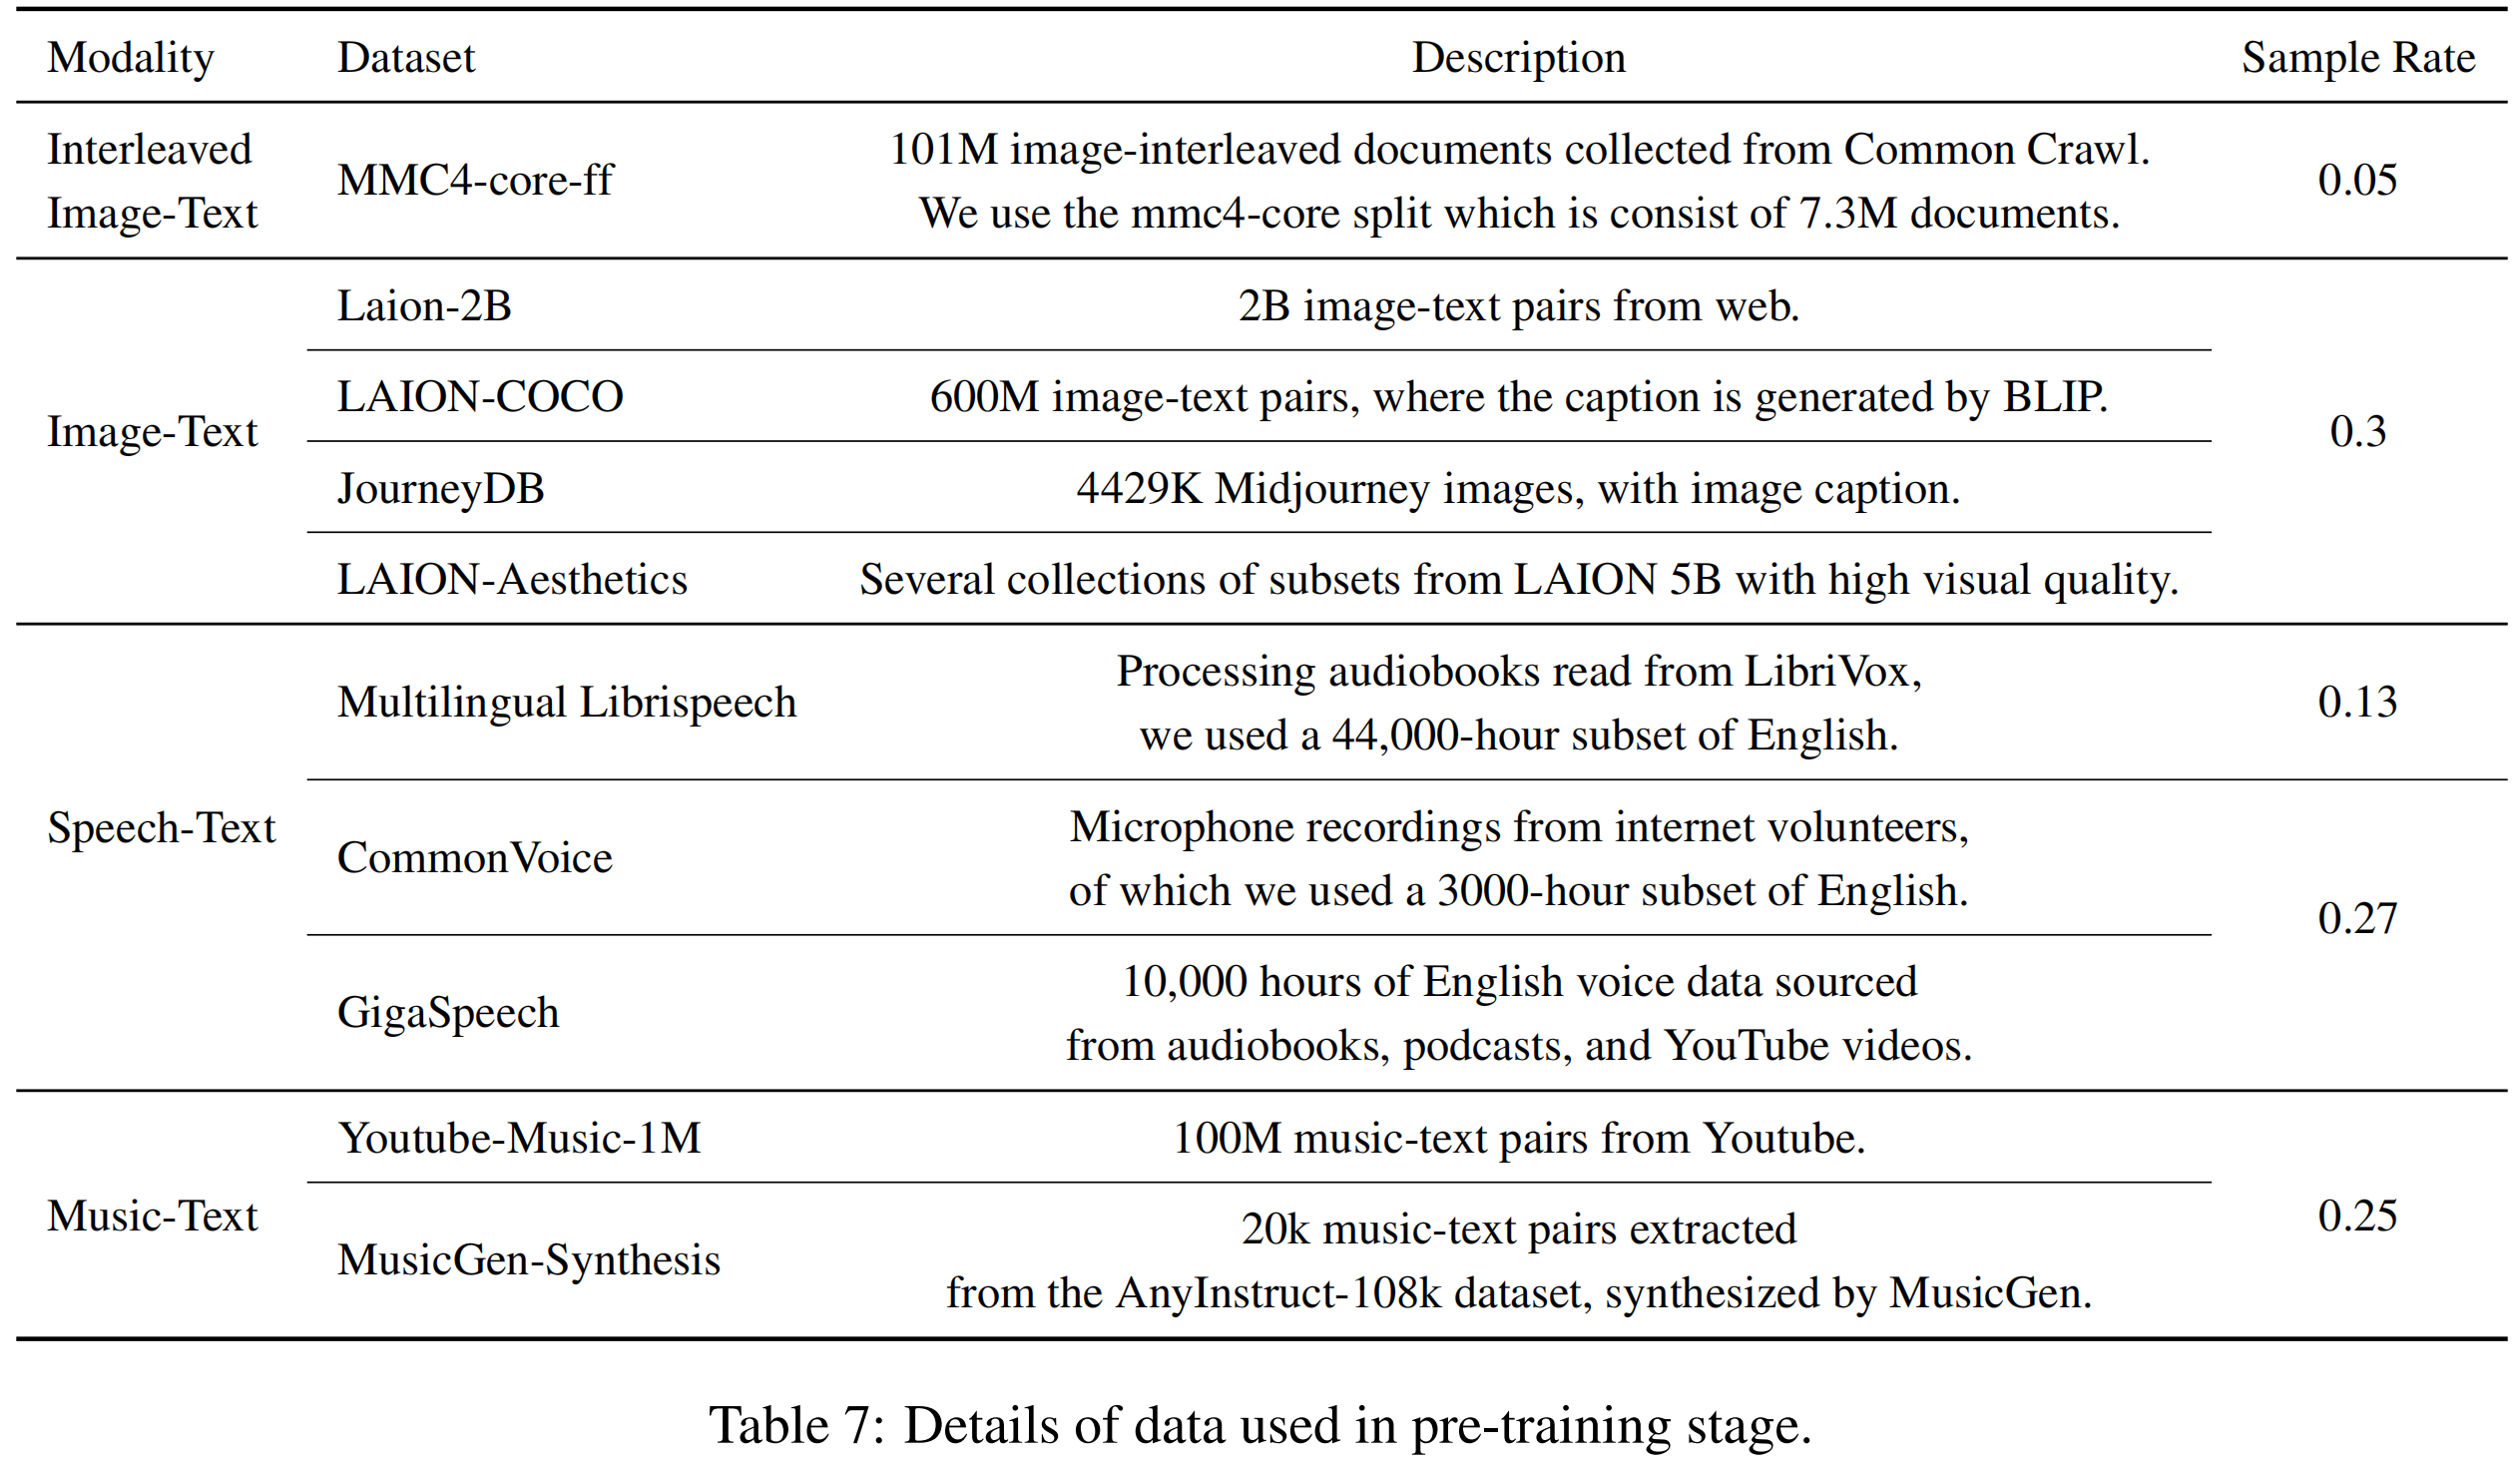 Modality Dataset Description Sample Rate
Interleaved
Image-Text
MMC4-core-ff
101M image-interleaved documents collected from Common Crawl.
We use the mmc4-core split which is consist of 7.3M documents.
0.05
Image-Text
Laion-2B
2B image-text pairs from web.
LAION-COCO
600M image-text pairs, where the caption is generated by BLIP.
JourneyDB
4429K Midjourney images, with image caption.
LAION-Aesthetics
Several collections of subsets from LAION 5B with high visual quality.
0.3
Speech-Text
Multilingual Librispeech
Processing audiobooks read from LibriVox,
we used a 44,000-hour subset of English.
0.13
CommonVoice
Microphone recordings from internet volunteers,
of which we used a 3000-hour subset of English.
GigaSpeech
10,000 hours of English voice data sourced
from audiobooks, podcasts, and YouTube videos.
0.27
Music-Text
Youtube-Music-1M
100M music-text pairs from Youtube.
MusicGen-Synthesis
20k music-text pairs extracted
from the AnyInstruct-108k dataset, synthesized by MusicGen.
0.25
Table 7: Details of data used in pre-training stage.